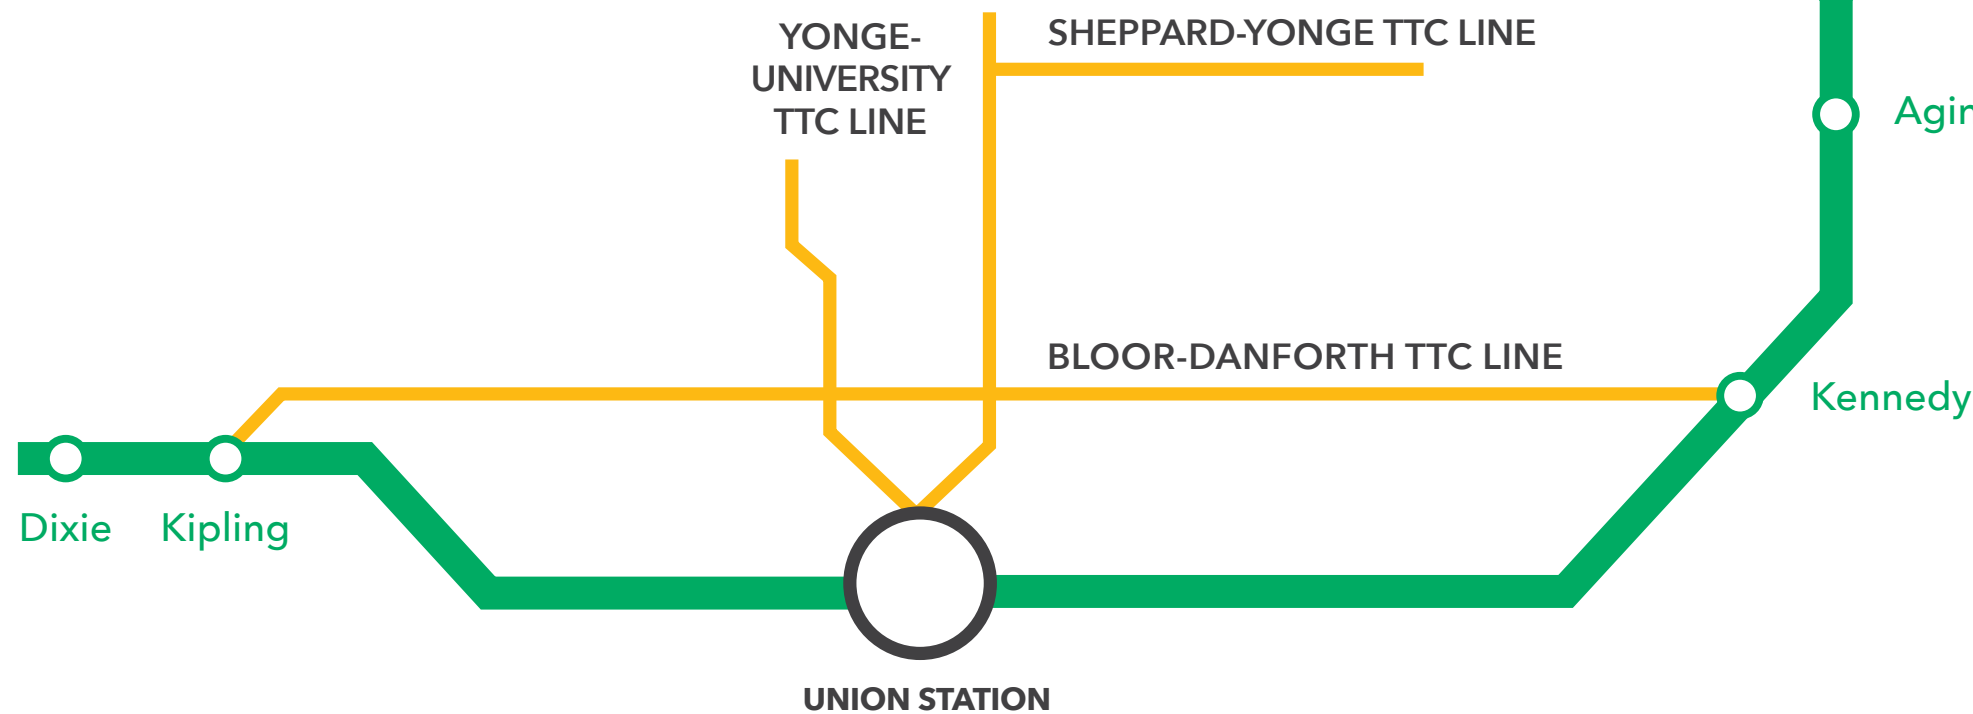 YONGE-
UNIVERSITY
TTC LINE
SHEPPARD-YONGE TTC LINE
BLOOR-DANFORTH TTC LINE
Kennedy
Dixie
Kipling
UNION STATION